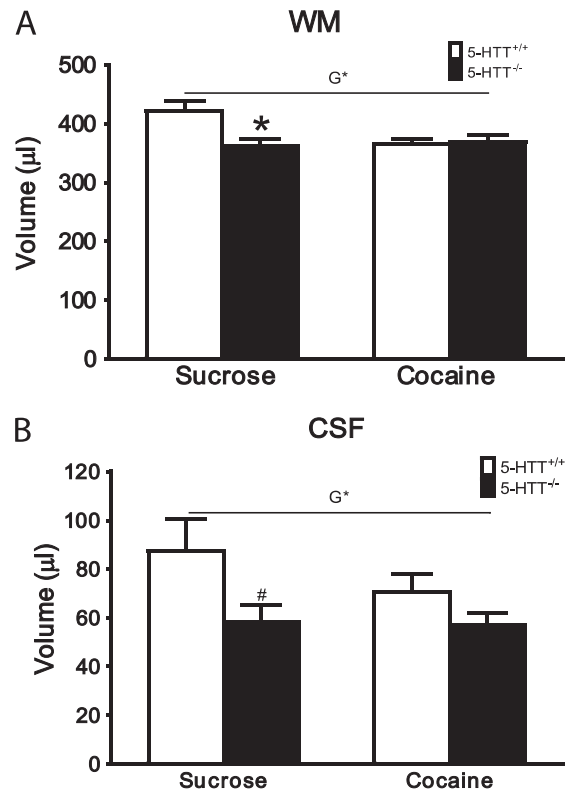 A
WM
5-HTT+/+
5-HTT-/-
G*
*
500
400
300
200
100
0
Volume (µl)
Sucrose
Cocaine
B
CSF
5-HTT+/+
5-HTT-/-
G*
#
120
100
80
60
40
20
0
Volume (µl)
Sucrose
Cocaine